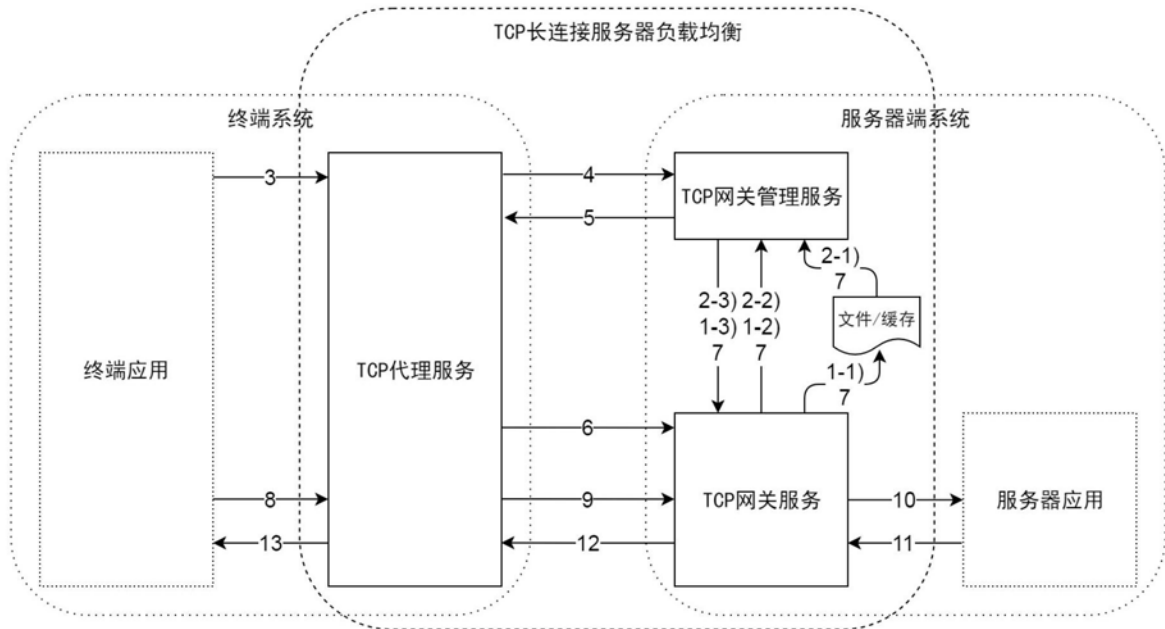 TCP长连接服务器负载均衡
终端系统
服务器端系统
3
4
TCP网关管理服务
5
2-1)
7
2-3)
2-2)
1-3)
1-2)
7
7
文件/缓存
终端应用
TCP代理服务
1-1)
7
6
8
9
TCP网关服务
10
服务器应用
13
12
11